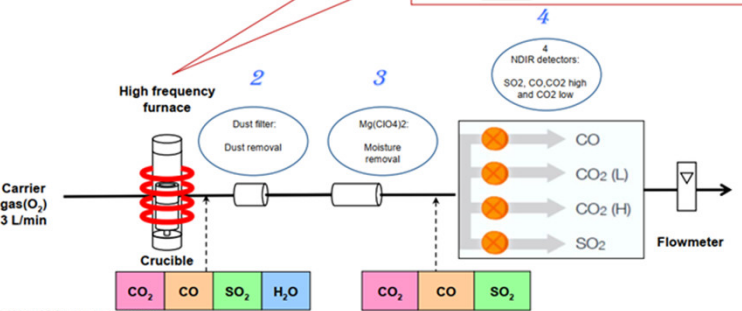 4
2
3
4
NDIR detectors:
SO2, CO,CO2 high
and CO2 low
High frequency
furnace
Dust filter:
Dust removal
Mg(ClO4)2:
Moisture
removal
Carrier
gas(O₂)
3 L/min
CO
CO2 (L)
CO2 (H)
SO2
Flowmeter
Crucible
CO₂ CO SO₂ H₂O
CO₂ CO SO₂